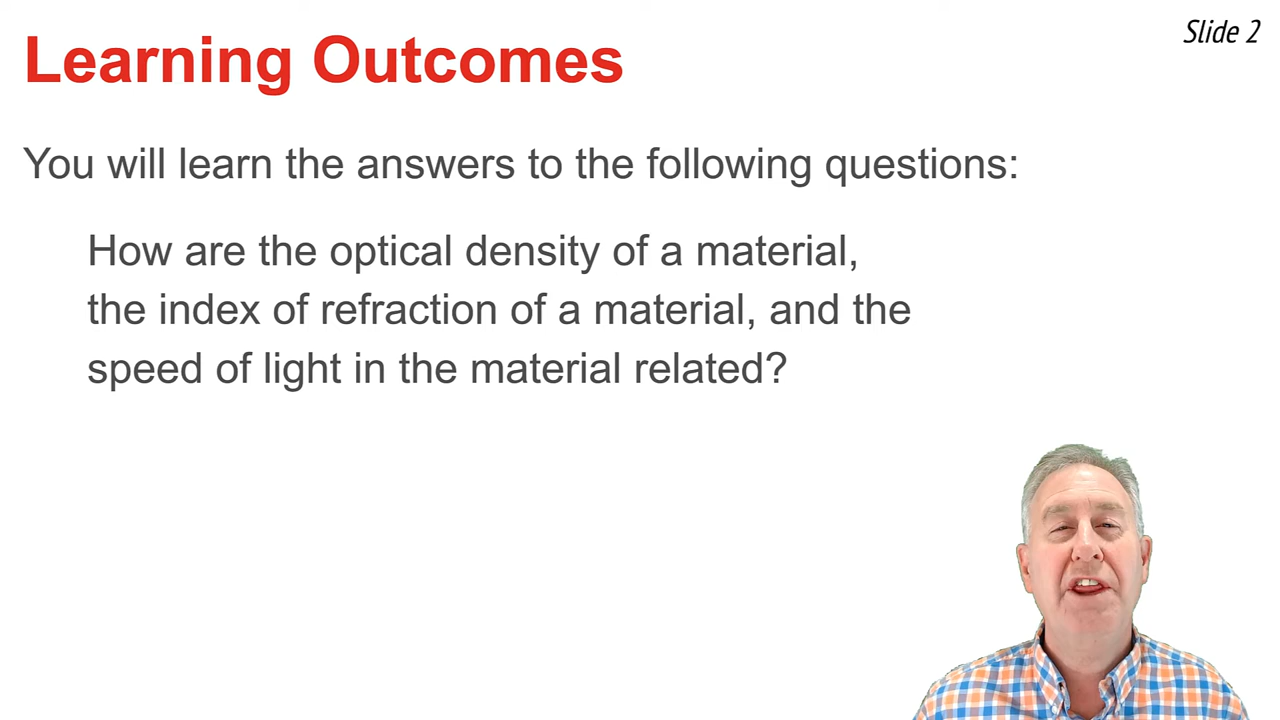 Slide 2
Learning Outcomes
You will learn the answers to the following questions:
How are the optical density of a material,
the index of refraction of a material, and the
speed of light in the material related?